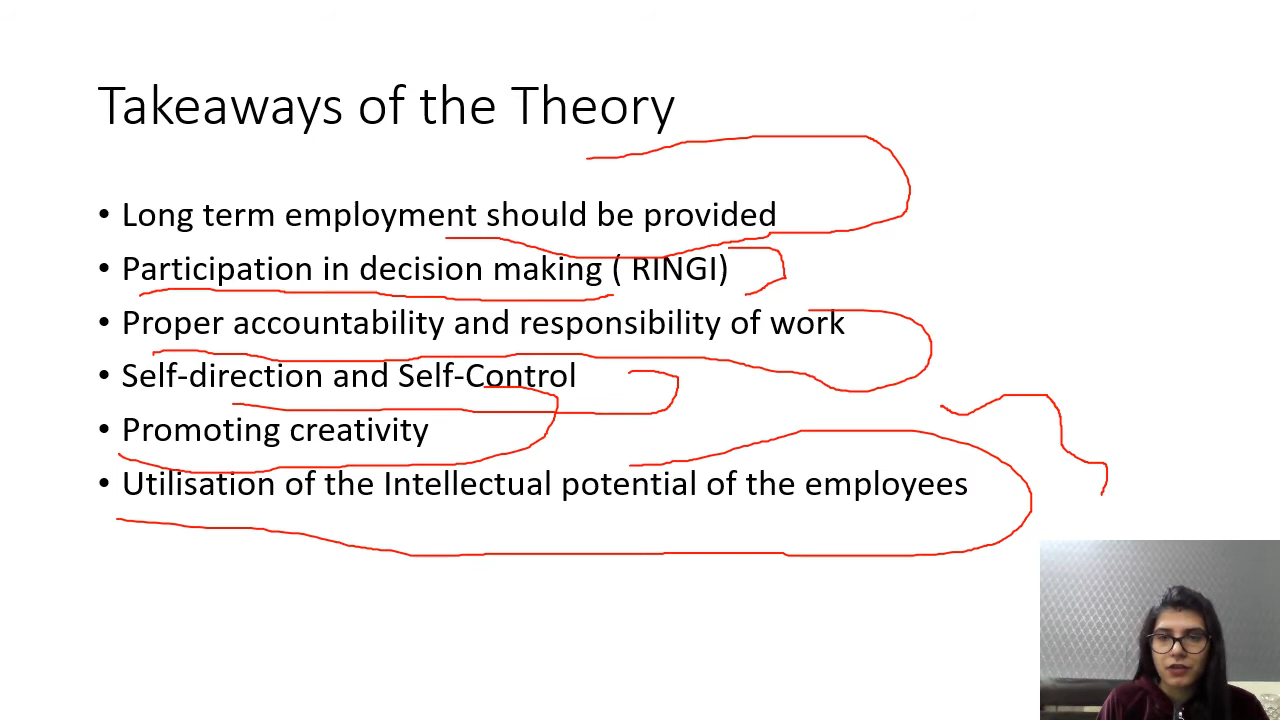 Takeaways of the Theory
• Long term employment should be provided
• Participation in decision making ( RINGI)
• Proper accountability and responsibility of work
• Self-direction and Self-Control
• Promoting creativity
• Utilisation of the Intellectual potential of the employees